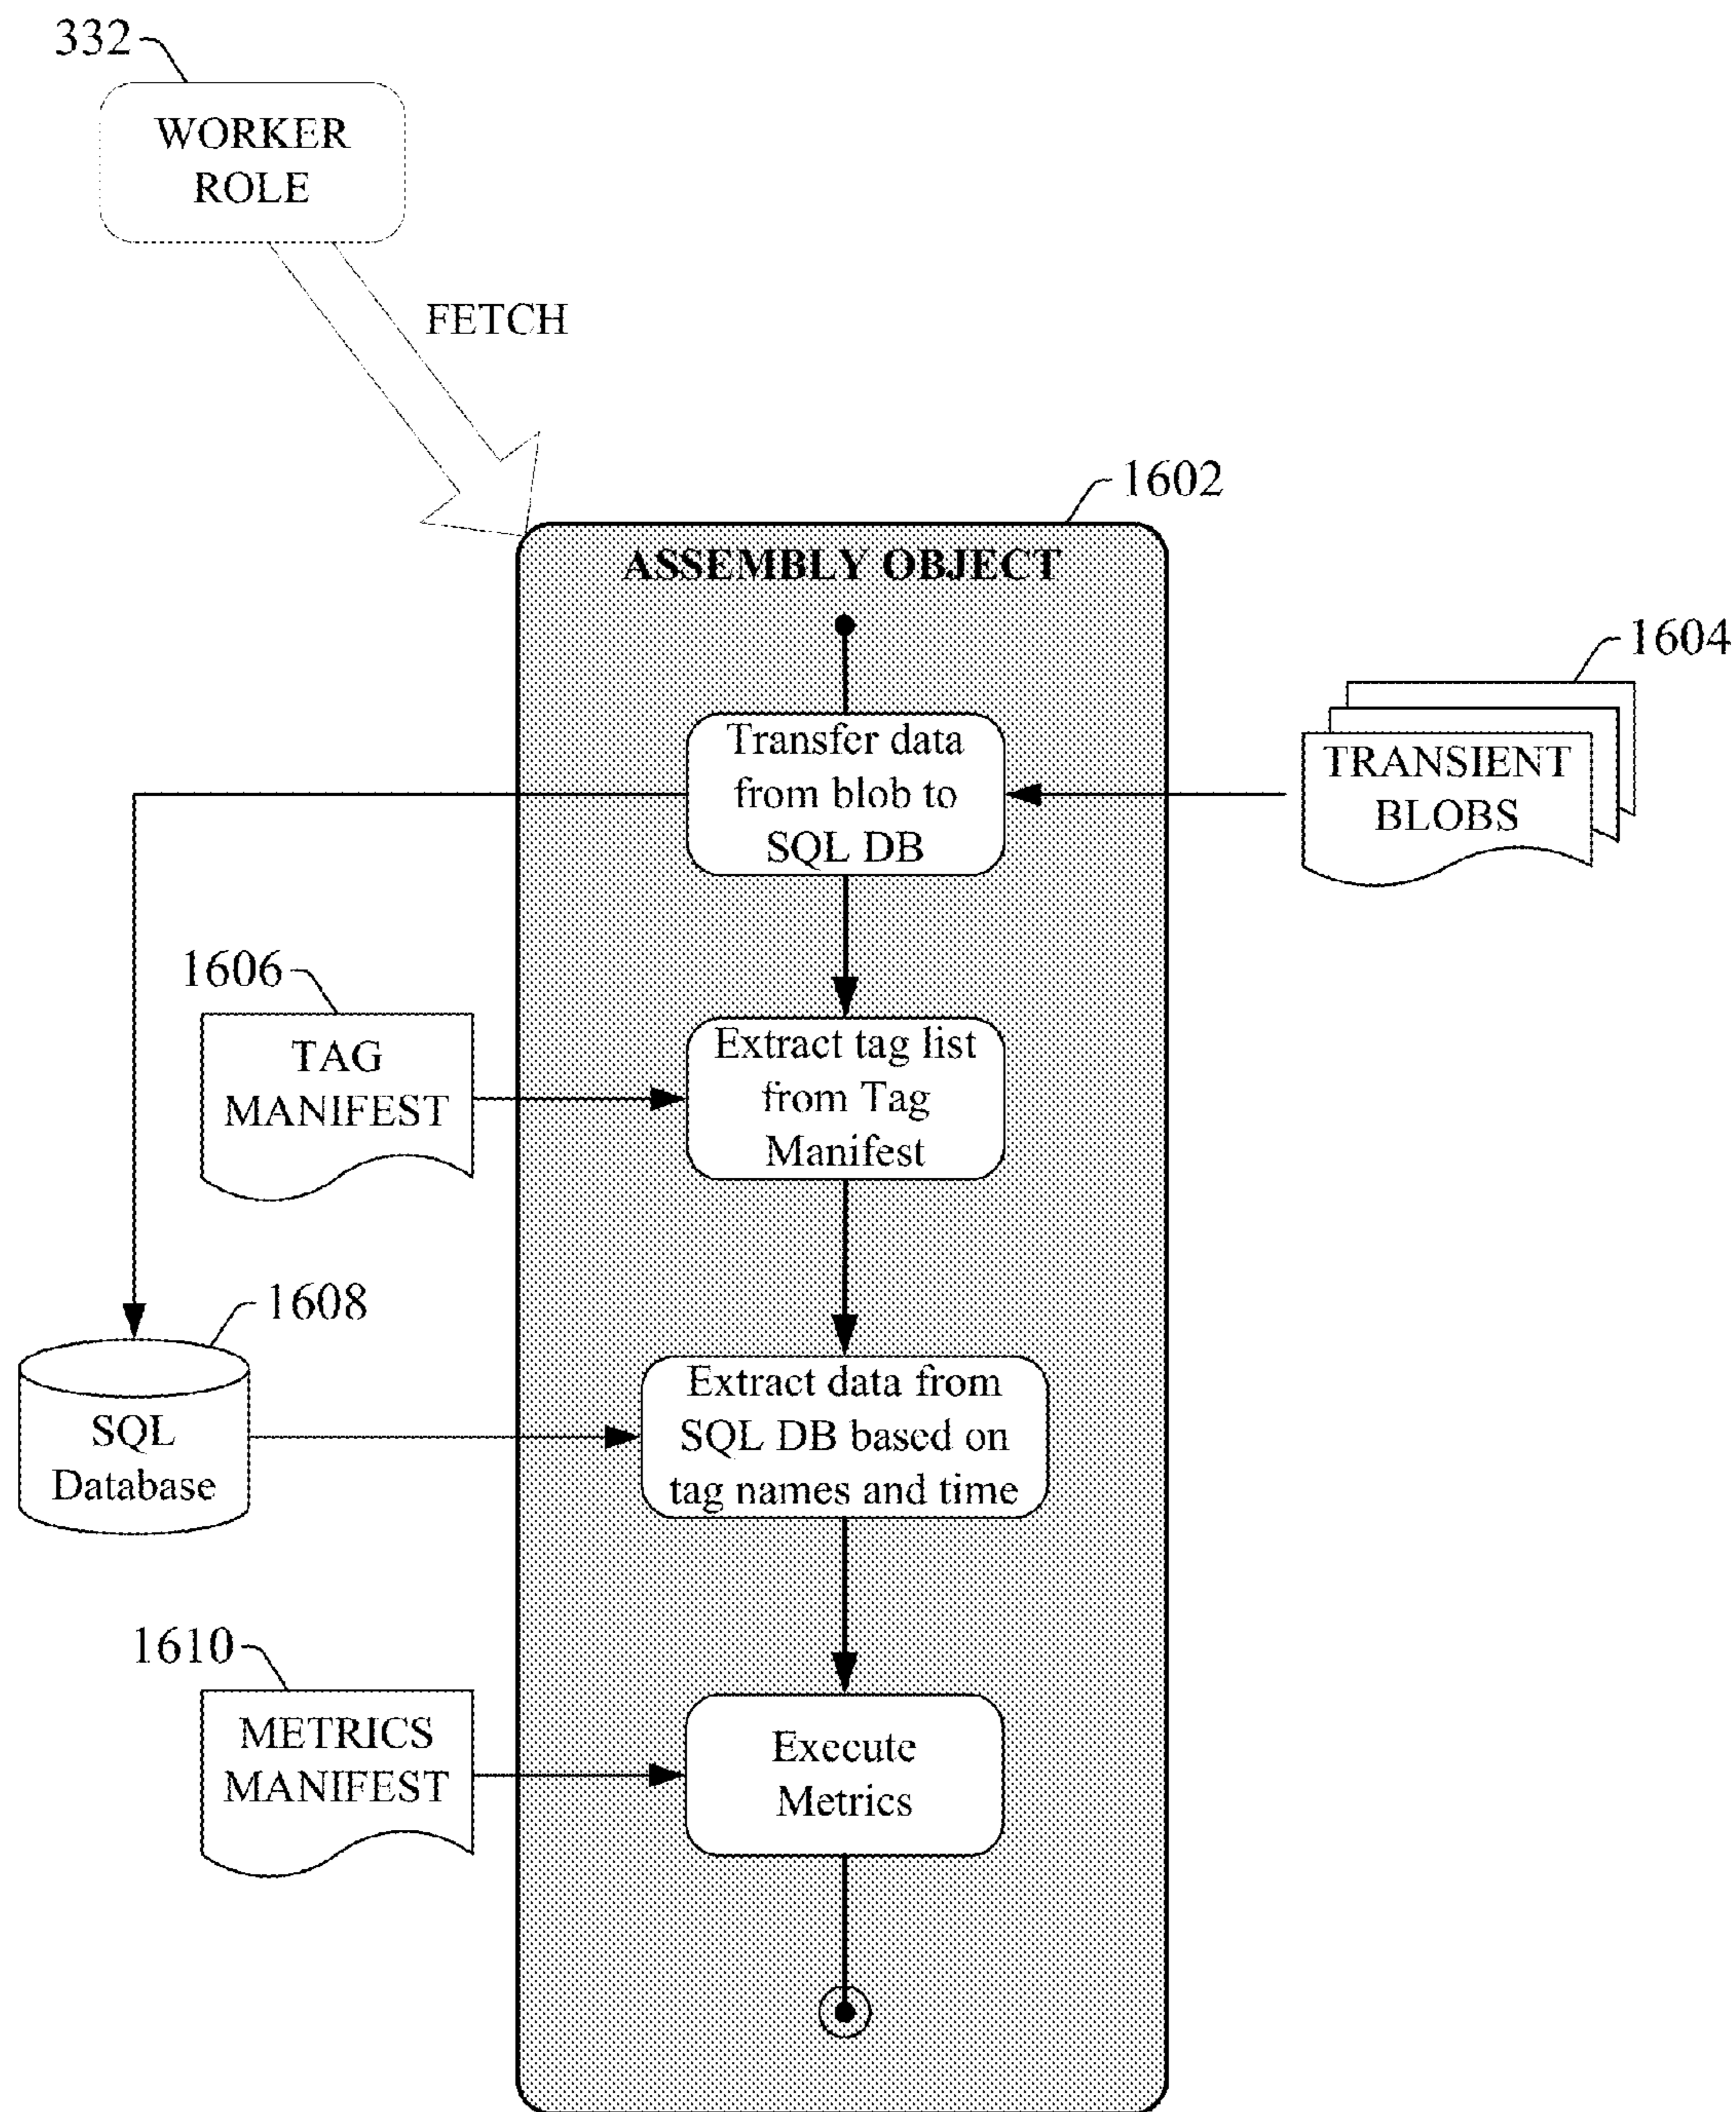 332
WORKER
ROLE
FETCH
1602
ASSEMBLY OBJECT
1604
Transfer data
from blob to
SQL DB
TRANSIENT
BLOBS
1606
TAG
MANIFEST
Extract tag list
from Tag
Manifest
1608
SQL
Database
Extract data from
SQL DB based on
tag names and time
1610
METRICS
MANIFEST
Execute
Metrics